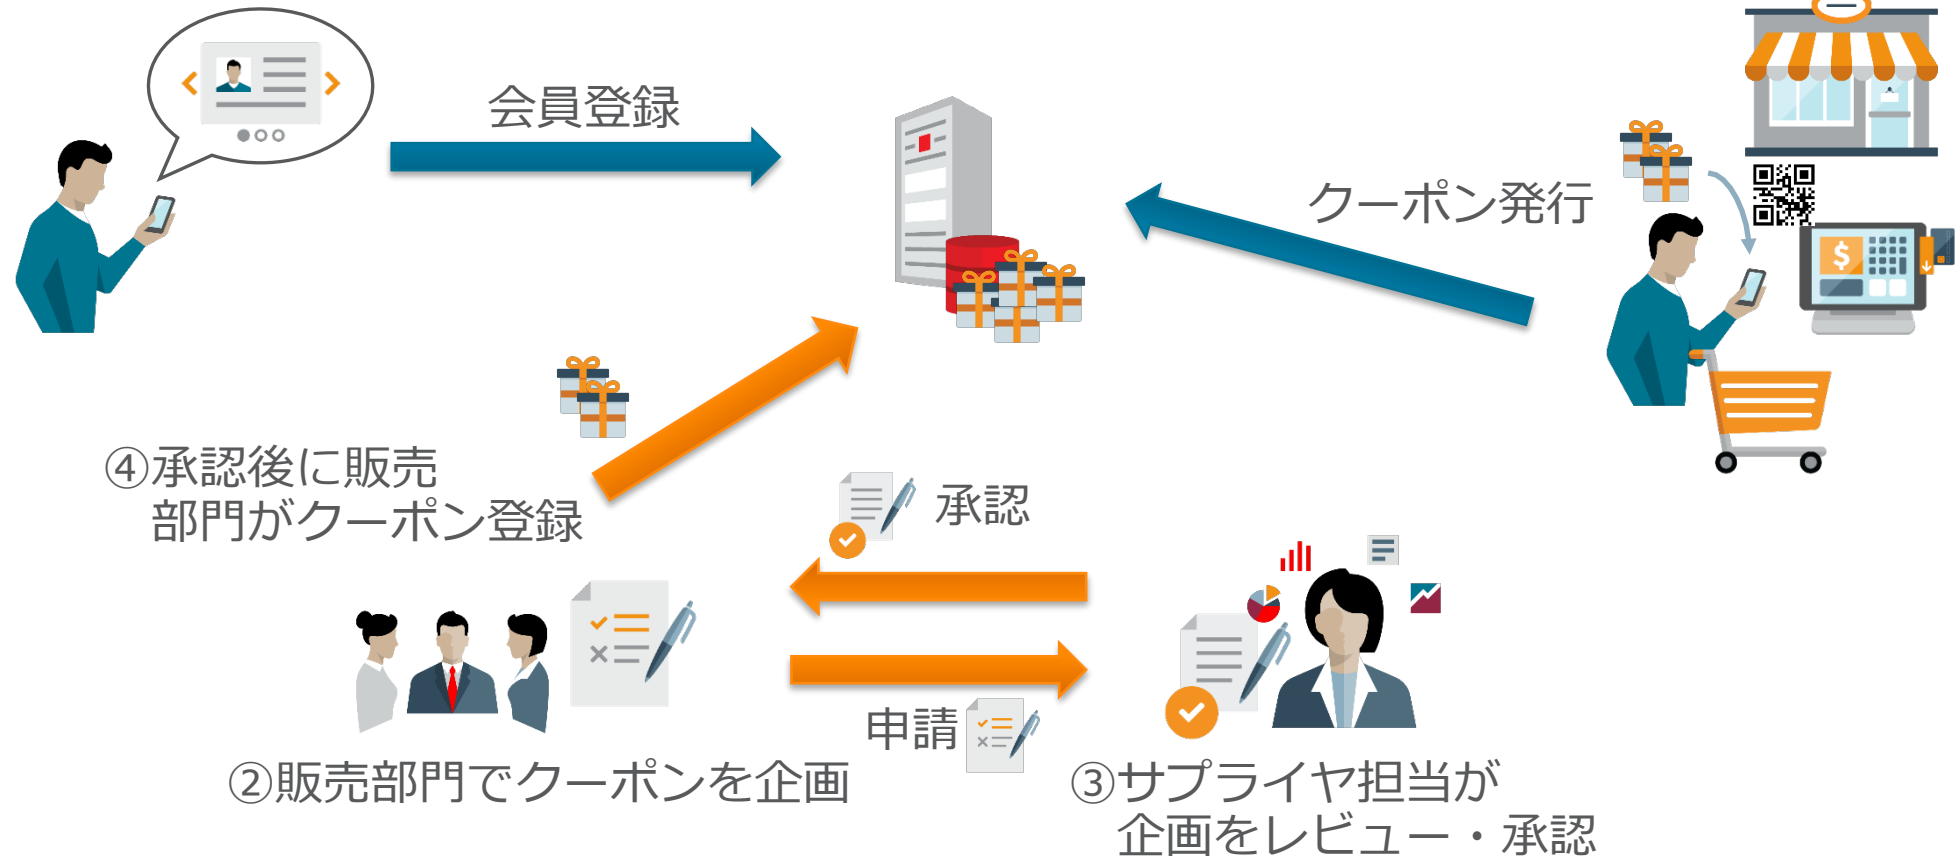 会員登録
クーポン発行
$
④承認後に販売
部門がクーポン登録
承認
申請
②販売部門でクーポンを企画
③サプライヤ担当が
企画をレビュー・承認